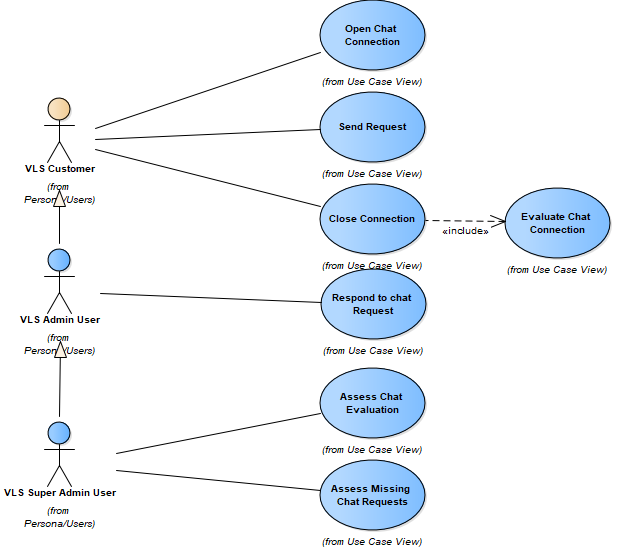 Open Chat
Connection
(from Use Case View)
Send Request
(from Use Case View)
VLS Customer
(from
Persona/Users)
Close Connection
«include»
Evaluate Chat
Connection
(from Use Case View)
(from Use Case View)
Respond to chat
Request
(from Use Case View)
VLS Admin User
(from
Persona/Users)
Assess Chat
Evaluation
(from Use Case View)
VLS Super Admin User
(from
Persona/Users)
Assess Missing
Chat Requests
(from Use Case View)